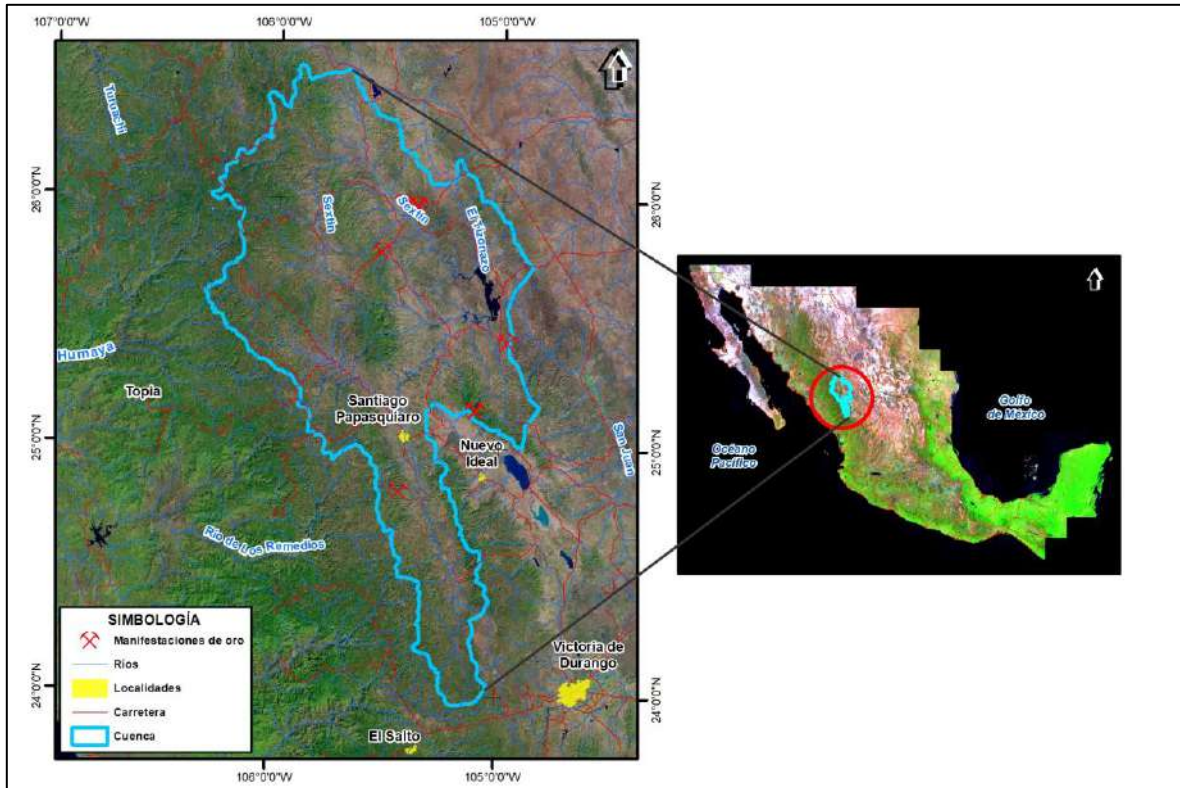 107°0'0"W
106°0'0"W
105°0'0"W
26°0'0"N
25°0'0"N
24°0'0"N
Turuachi
Sextín
Sextín
El Tizonazo
Humaya
Topia
Santiago
Papasquiaro
Nuevo
Ideal
San Juan
Río de Los Remedios
Victoria de
Durango
El Salto
SIMBOLOGÍA
Manifestaciones de oro
Ríos
Localidades
Carretera
Cuenca
26°0'0"N
25°0'0"N
24°0'0"N
106°0'0"W
105°0'0"W
Golfo
de México
Océano
Pacífico